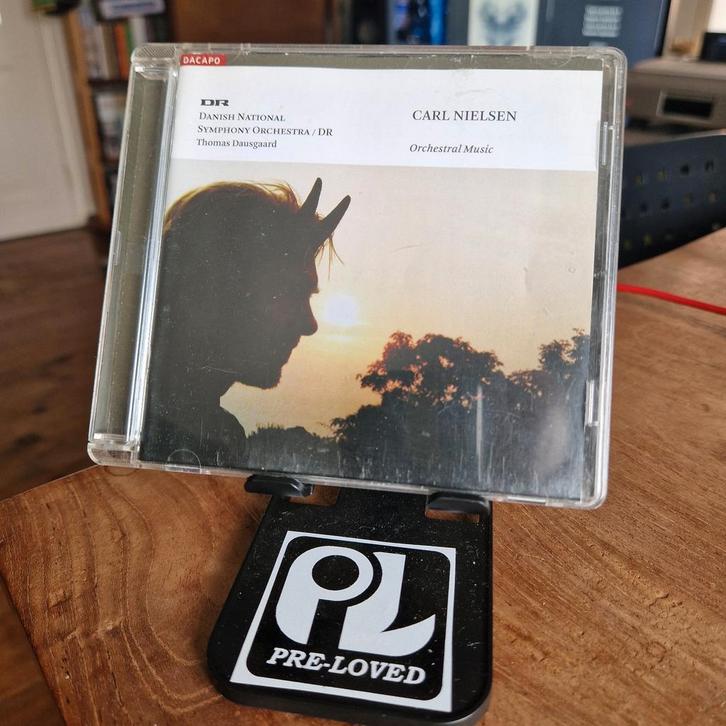 DACAPO
DR
DANISH NATIONAL
SYMPHONY ORCHESTRA / DR
Thomas Dausgaard
CARL NIELSEN
Orchestral Music
PL
PRE-LOVED